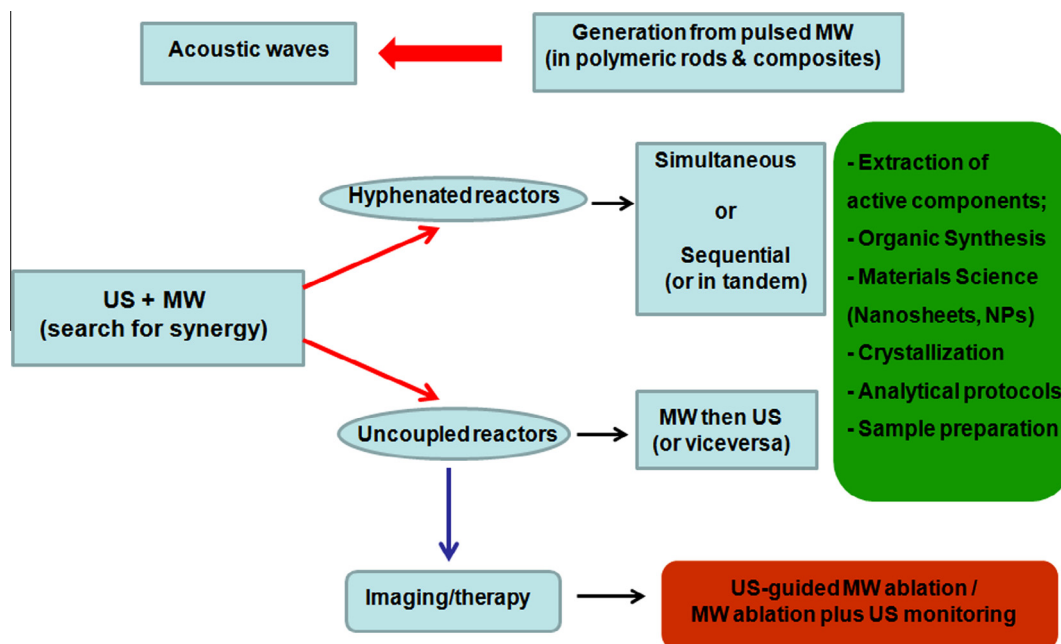 Acoustic waves
Generation from pulsed MW
(in polymeric rods & composites)
Hyphenated reactors
Simultaneous
or
Sequential
(or in tandem)
- Extraction of
active components;
- Organic Synthesis
- Materials Science
(Nanosheets, NPs)
- Crystallization
- Analytical protocols
- Sample preparation
US + MW
(search for synergy)
Uncoupled reactors
MW then US
(or viceversa)
Imaging/therapy
US-guided MW ablation /
MW ablation plus US monitoring